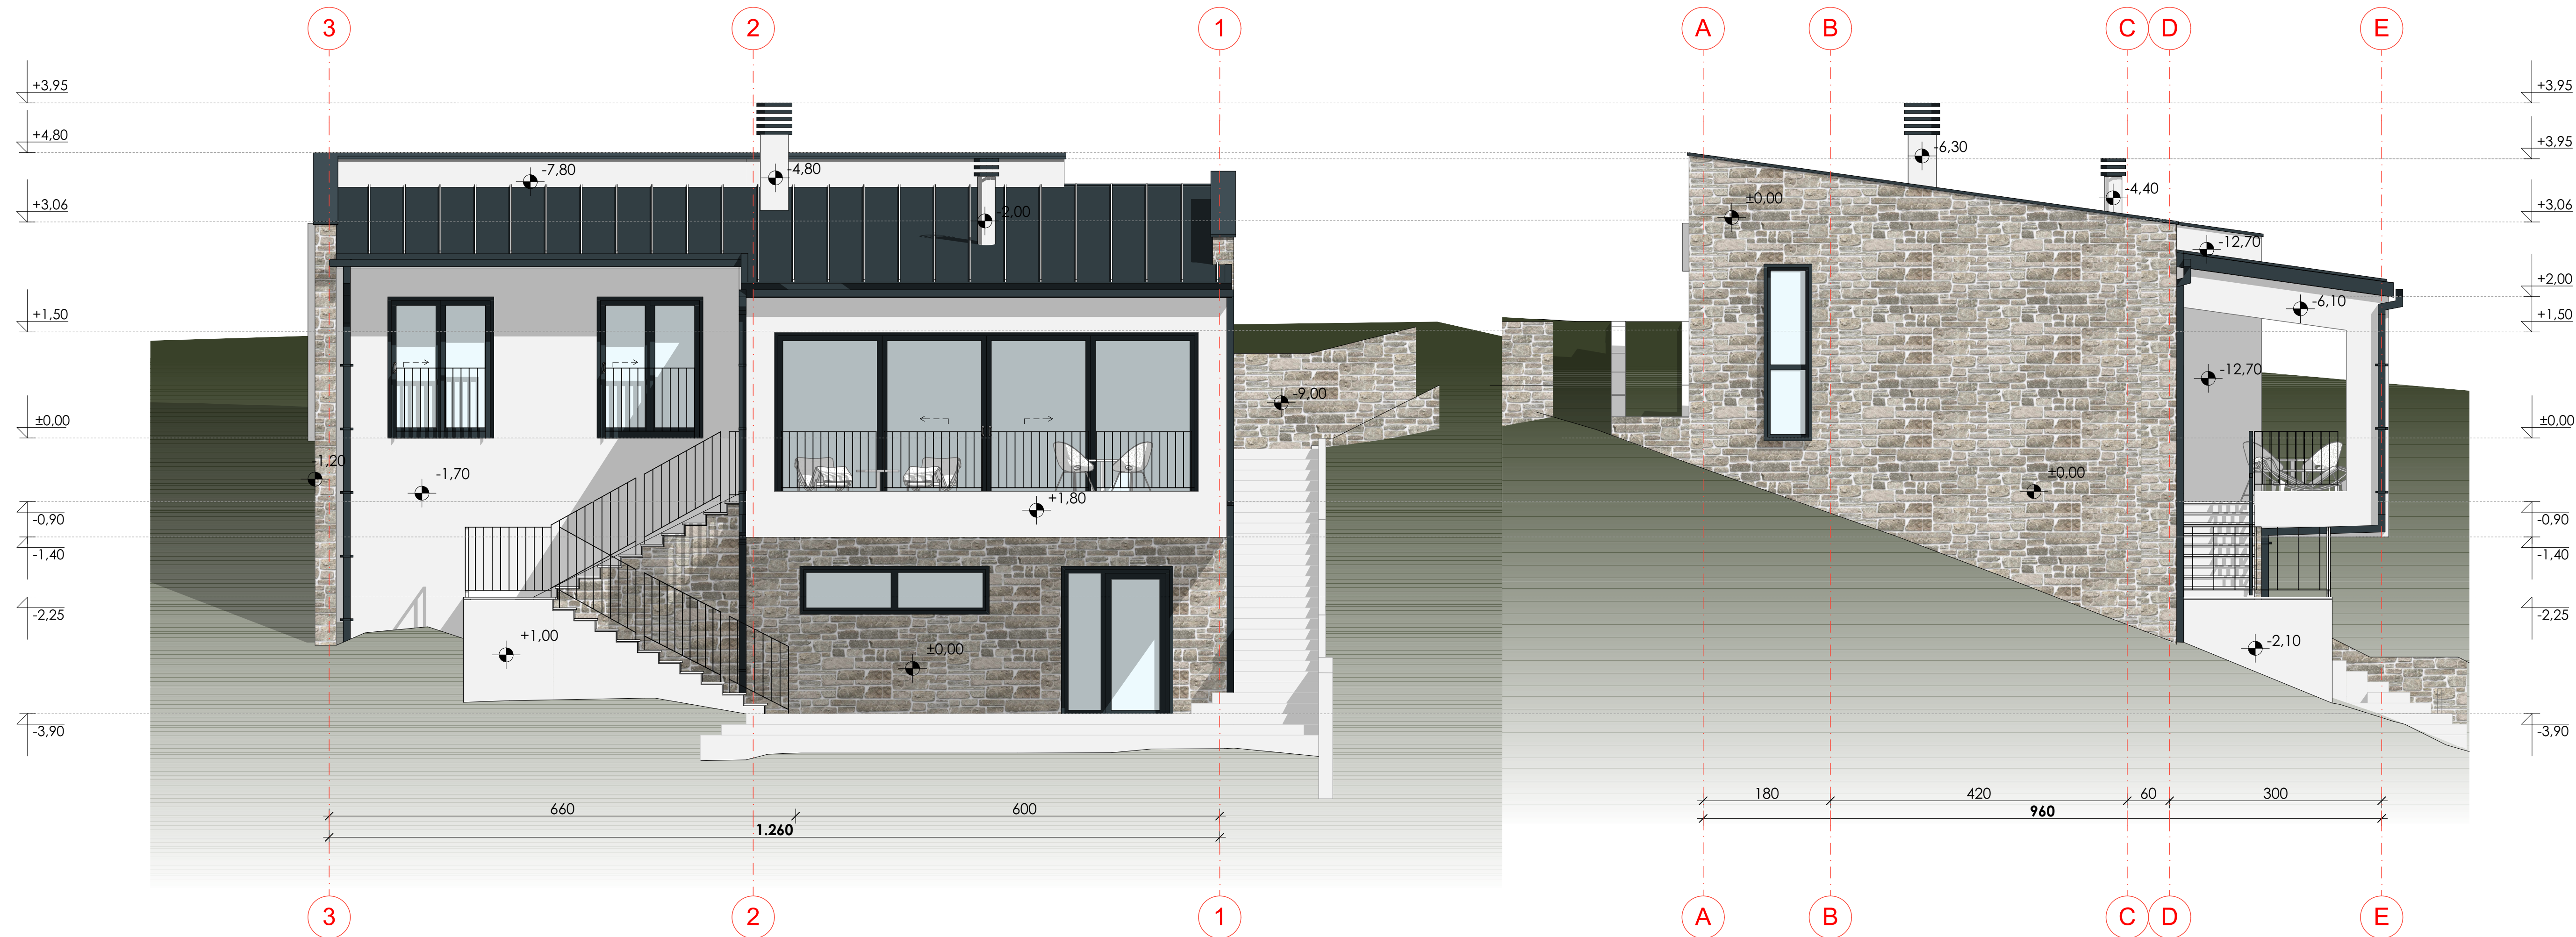 3 2 1 A B C D E
+3,95 +3,95
+4,80 +3,95
-6,30
-7,80 -4,80 -4,40
+3,06 -2,00 ±0,00 +3,06
-12,70
+2,00
+1,50 -6,10 +1,50
-12,70
-9,00
±0,00 ±0,00
-1,20 -1,70 ±0,00
+1,80
-0,90 -0,90
-1,40 -1,40
-2,25 -2,25
+1,00 ±0,00 -2,10
-3,90 -3,90
180 420 60 300
660 600 960
1.260
3 2 1 A B C D E